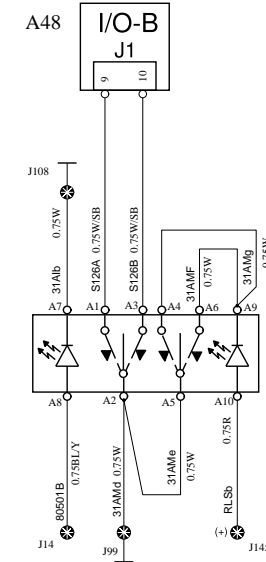 A48
I/O-B
J1
9
10
J108
31Alb
0.75W
S126A
0.75W/SB
S126B
0.75W/SB
31AMF
0.75W
31AMg
0.75W
A7
A1
A3
A4
A6
A9
A8
A2
A5
A10
80501B
0.75BL/Y
31AMd
0.75W
31AMe
0.75W
0.75R
RLSb
J14
J99
(+)